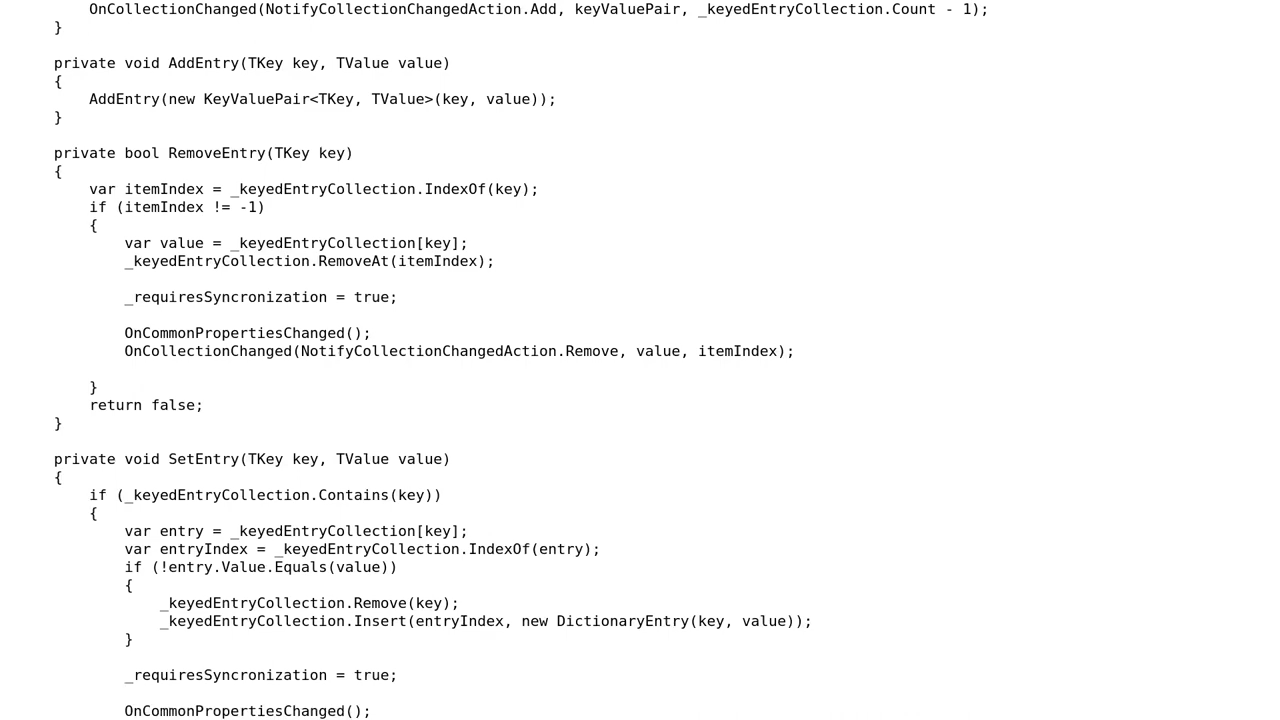 OnCollectionChanged(NotifyCollectionChangedAction.Add, keyValuePair, _keyedEntryCollection.Count - 1);
}
private void AddEntry(TKey key, TValue value)
{
AddEntry(new KeyValuePair<TKey, TValue>(key, value));
}
private bool RemoveEntry(TKey key)
{
var itemIndex = _keyedEntryCollection.IndexOf(key);
if (itemIndex != -1)
{
var value = _keyedEntryCollection[key];
_keyedEntryCollection.RemoveAt(itemIndex);
_requiresSyncronization = true;
OnCommonPropertiesChanged();
OnCollectionChanged(NotifyCollectionChangedAction.Remove, value, itemIndex);
}
return false;
}
private void SetEntry(TKey key, TValue value)
{
if (_keyedEntryCollection.Contains(key))
{
var entry = _keyedEntryCollection[key];
var entryIndex = _keyedEntryCollection.IndexOf(entry);
if (!entry.Value.Equals(value))
{
_keyedEntryCollection.Remove(key);
_keyedEntryCollection.Insert(entryIndex, new DictionaryEntry(key, value));
}
_requiresSyncronization = true;
OnCommonPropertiesChanged();